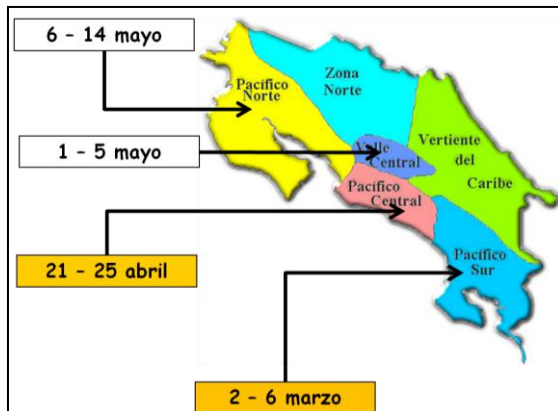 6 - 14 mayo
Zona
Norte
Pacífico
Norte
Vertiente
del
Caribe
1 - 5 mayo
Valle
Central
Pacífico
Central
21 - 25 abril
Pacífico
Sur
2 - 6 marzo